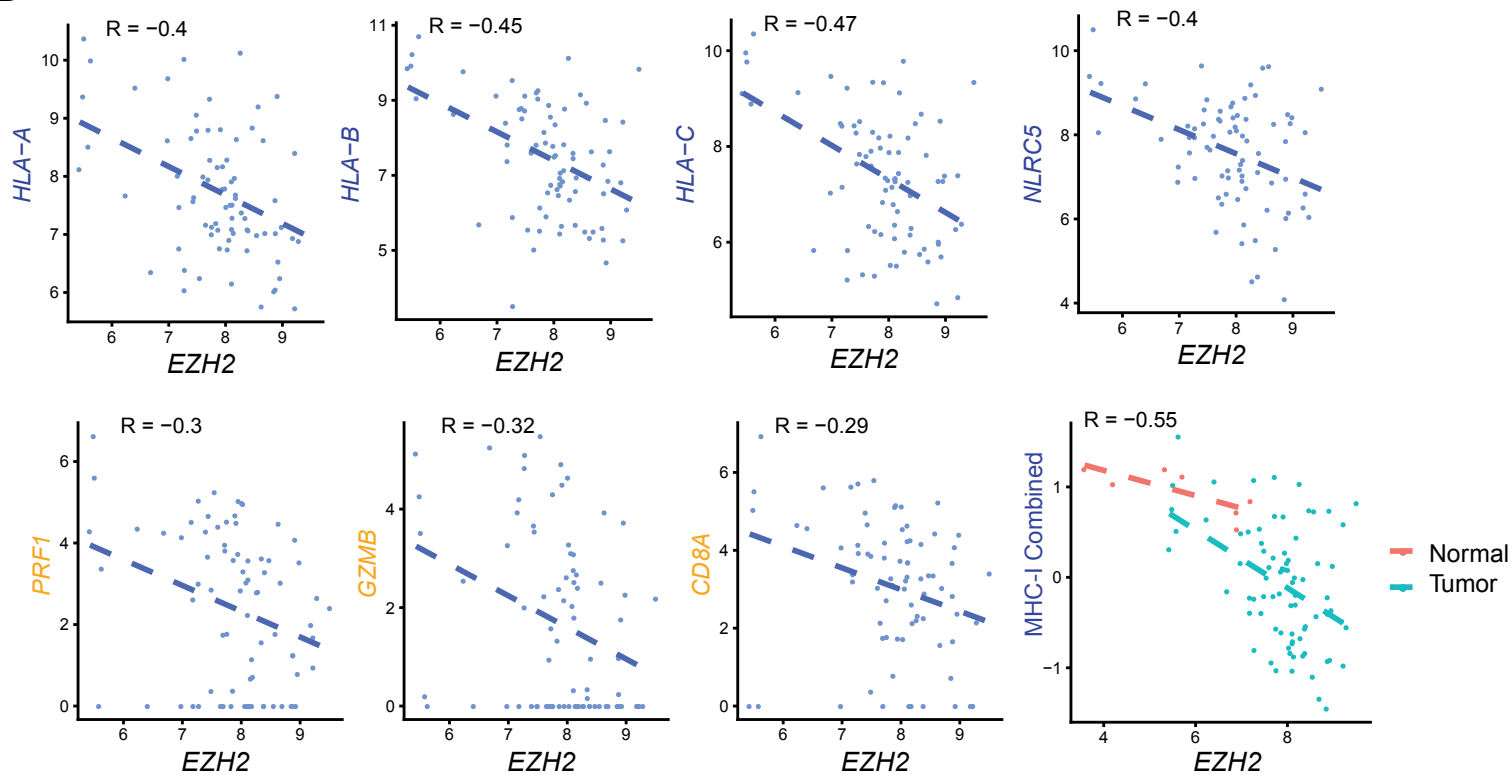 R = −0.4
HLA−A
10
9
8
7
6
6 7 8 9
EZH2
R = −0.45
HLA−B
11
9
7
5
6 7 8 9
EZH2
R = −0.47
HLA−C
10
8
6
6 7 8 9
EZH2
R = −0.4
NLRC5
10
8
6
4
6 7 8 9
EZH2
R = −0.3
PRF1
6
4
2
0
6 7 8 9
EZH2
R = −0.32
GZMB
4
2
0
6 7 8 9
EZH2
R = −0.29
CD8A
6
4
2
0
6 7 8 9
EZH2
R = −0.55
MHC-I Combined
1
0
−1
4 6 8
EZH2
Normal
Tumor